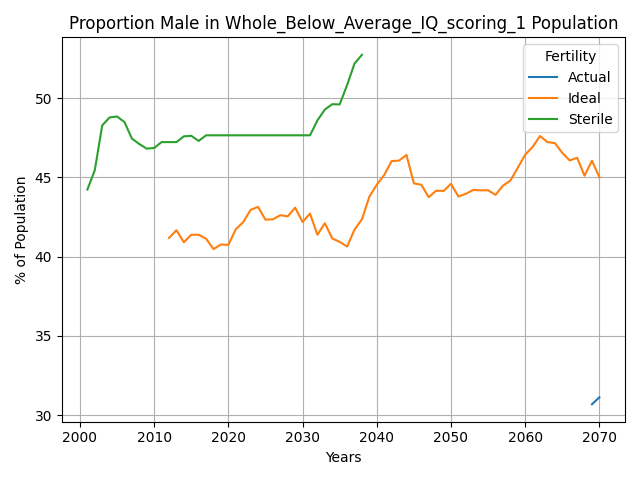 Proportion Male in Whole_Below_Average_IQ_scoring_1 Population
Fertility
Actual
Ideal
Sterile
% of Population
50
45
40
35
30
2000 2010 2020 2030 2040 2050 2060 2070
Years